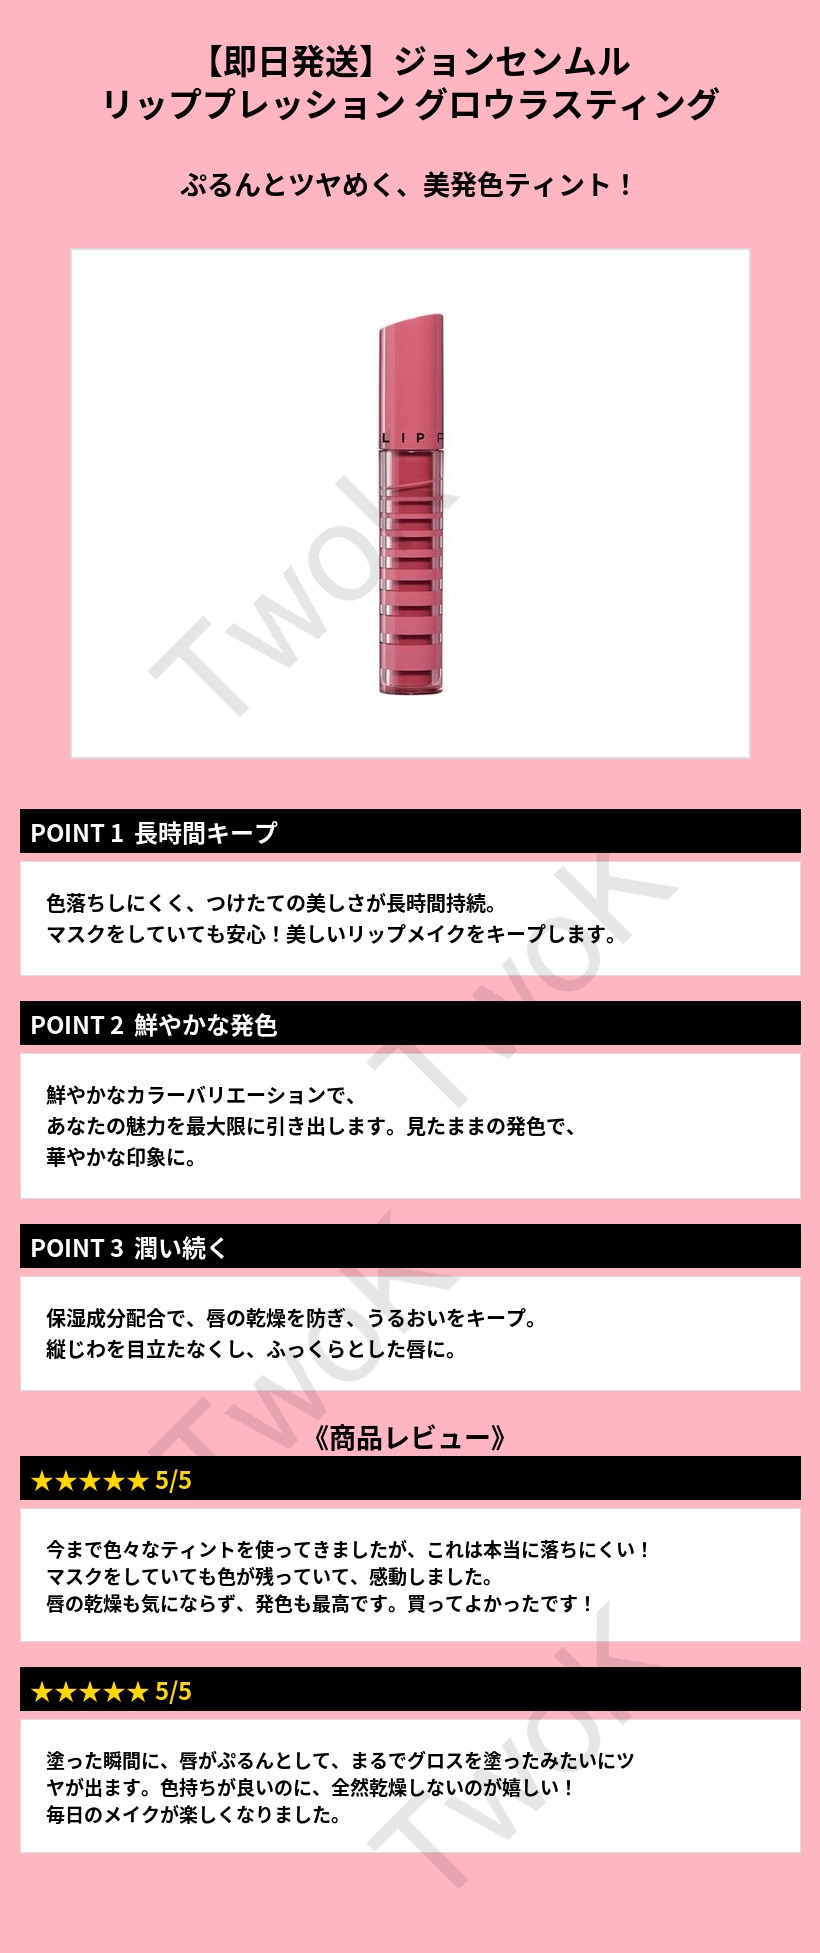 【即日発送】ジョンセンムル
リッププレッション グロウラスティング
ぷるんとツヤめく、美発色ティント！
LIPP
TwoK
POINT 1 長時間キープ
色落ちしにくく、つけたての美しさが長時間持続。
マスクをしていても安心！美しいリップメイクをキープします。
TwoK
POINT 2 鮮やかな発色
鮮やかなカラーバリエーションで、
あなたの魅力を最大限に引き出します。見たままの発色で、
華やかな印象に。
POINT 3 潤い続く
保湿成分配合で、唇の乾燥を防ぎ、うるおいをキープ。
縦じわを目立たなくし、ふっくらとした唇に。
TwoK
《商品レビュー》
★★★★★ 5/5
今まで色々なティントを使ってきましたが、これは本当に落ちにくい！
マスクをしていても色が残っていて、感動しました。
唇の乾燥も気にならず、発色も最高です。買ってよかったです！
★★★★★ 5/5
塗った瞬間に、唇がぷるんとして、まるでグロスを塗ったみたいにツ
ヤが出ます。色持ちが良いのに、全然乾燥しないのが嬉しい！
毎日のメイクが楽しくなりました。
TwoK